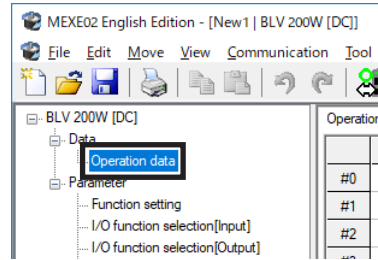 MEXE02 English Edition - [New1 | BLV 200W [DC]]
File Edit Move View Communication Tool
BLV 200W [DC]
Data
Operation data
Parameter
Function setting
I/O function selection[Input]
I/O function selection[Output]
Operation
#0
#1
#2